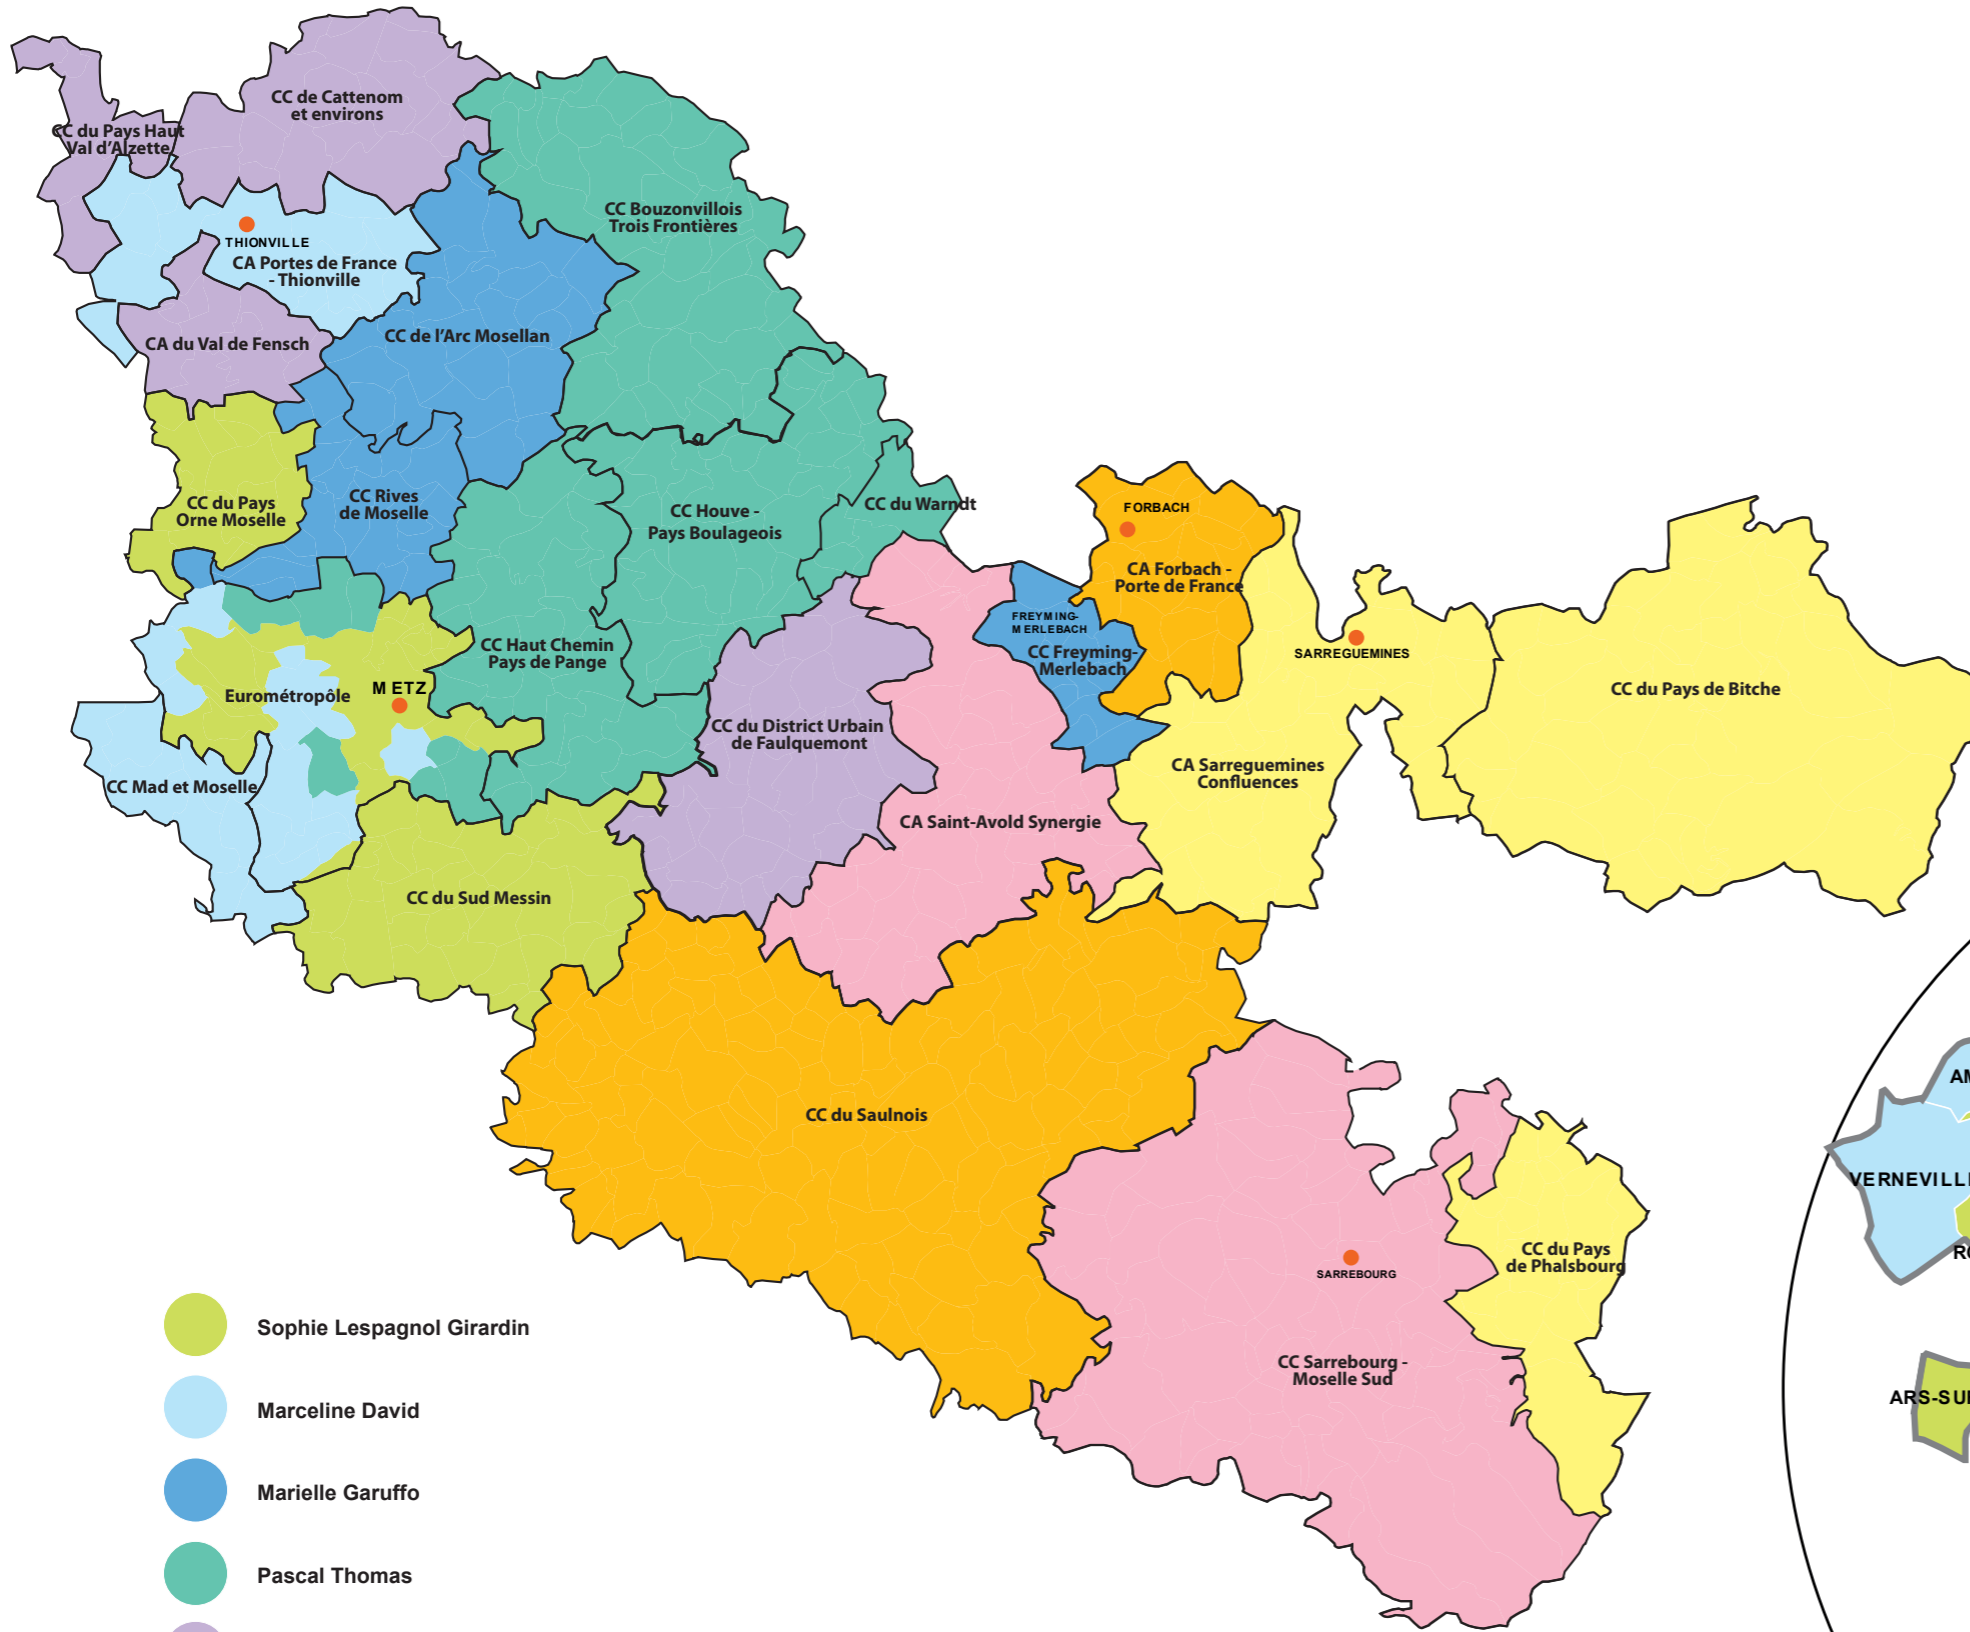 CC de Cattenom
et environs
CC du Pays Haut
Val d'Alzette
CC Bouzonvillois
Trois Frontières
THIONVILLE
CA Portes de France
- Thionville
CA du Val de Fensch
CC de l'Arc Mosellan
CC du Pays
Orne Moselle
CC Rives
de Moselle
CC Houve -
Pays Boulageois
CC du Warndt
FORBACH
CA Forbach -
Porte de France
FREYMING-
MERLEBACH
CC Freyming-
Merlebach
SARREGUEMINES
CC Haut Chemin
Pays de Pange
Eurométropôle
METZ
CC du Pays de Bitche
CC du District Urbain
de Faulquemont
CC Mad et Moselle
CA Sarreguemines
Confluences
CA Saint-Avold Synergie
CC du Sud Messin
CC du Saulnois
CC du Pays
de Phalsbourg
SARREBOURG
CC Sarrebourg -
Moselle Sud
AM
VERNEVILL
RO
ARS-SU
Sophie Lespagnol Girardin
Marceline David
Marielle Garuffo
Pascal Thomas